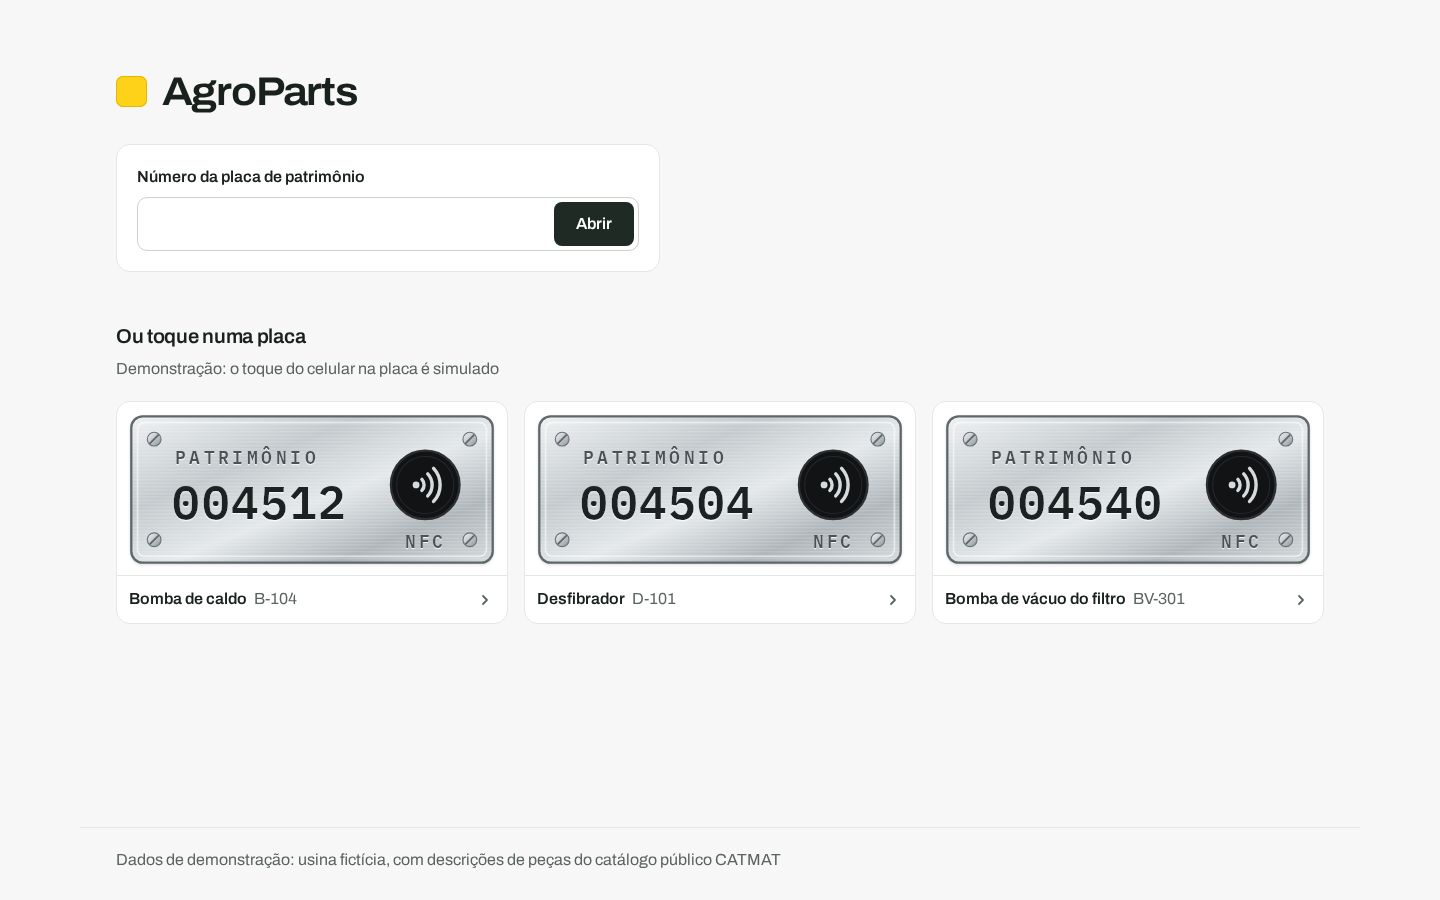 AgroParts
Número da placa de patrimônio
Abrir
Ou toque numa placa
Demonstração: o toque do celular na placa é simulado
PATRIMÔNIO
004512
NFC
Bomba de caldo B-104
PATRIMÔNIO
004504
NFC
Desfibrador D-101
PATRIMÔNIO
004540
NFC
Bomba de vácuo do filtro BV-301
Dados de demonstração: usina fictícia, com descrições de peças do catálogo público CATMAT